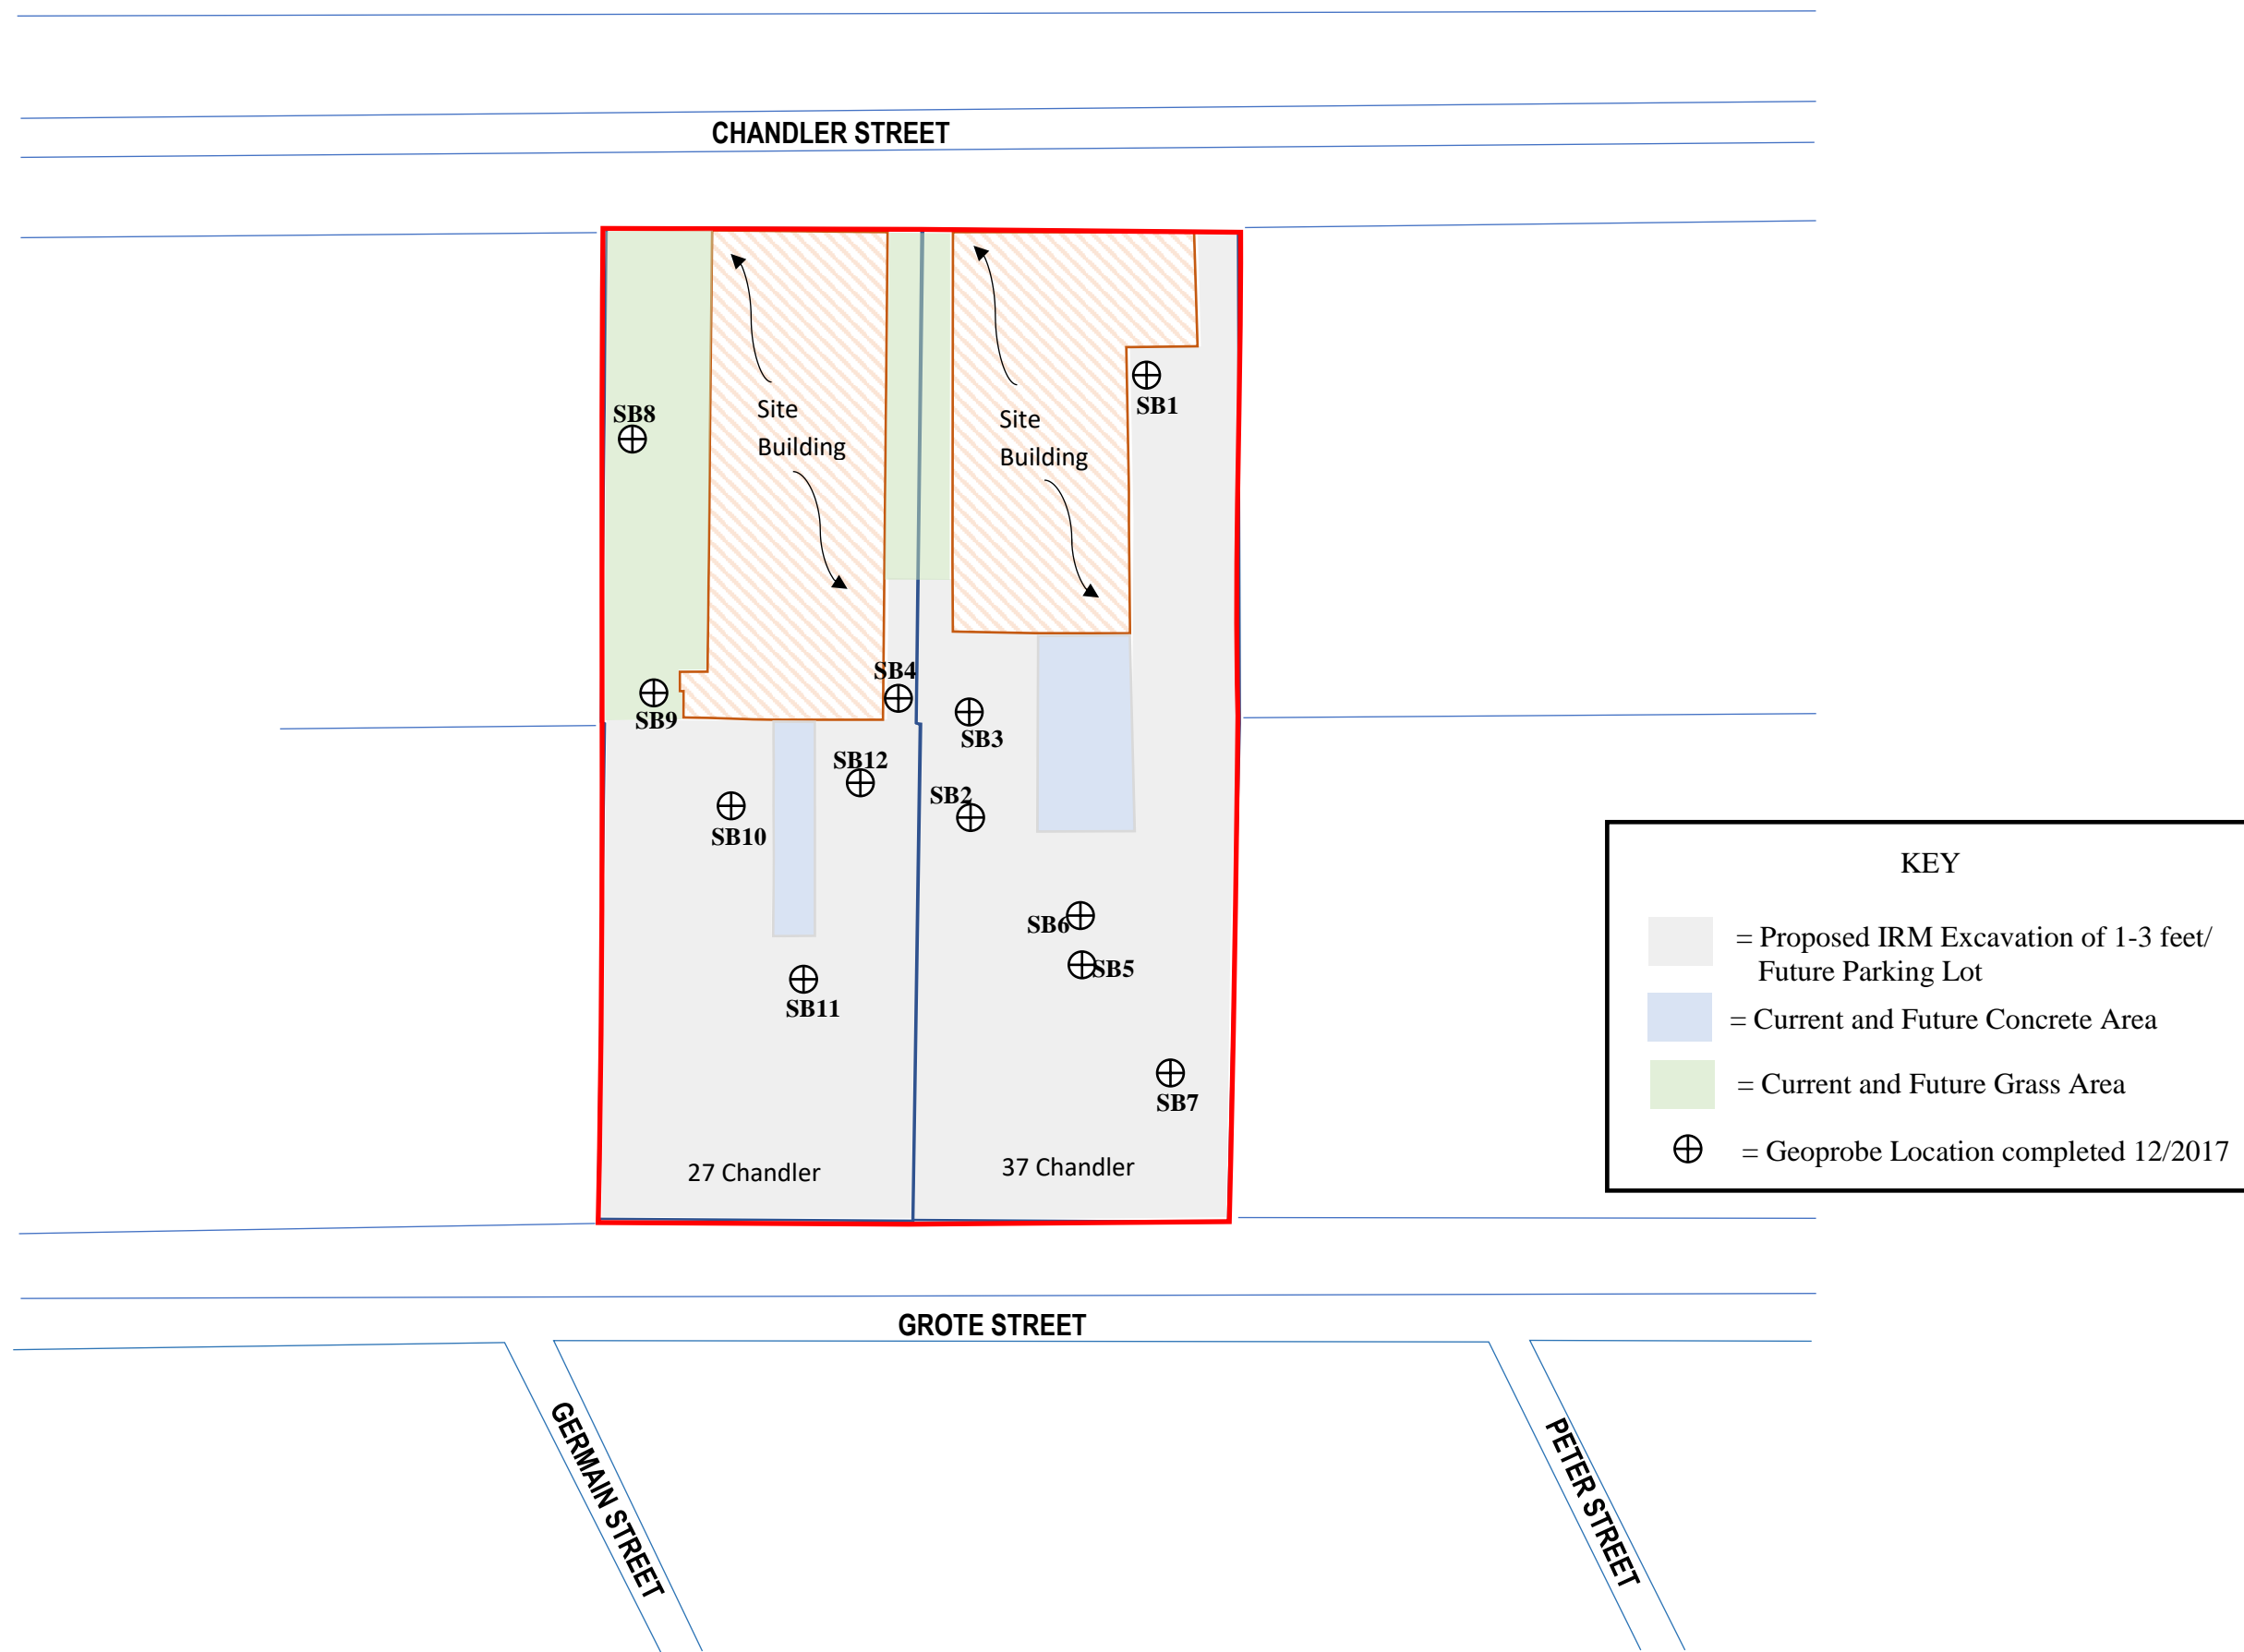 CHANDLER STREET
SB8
Site
Building
Site
Building
SB1
SB4
SB9
SB3
SB12
SB2
SB10
SB6
SB5
SB11
SB7
27 Chandler
37 Chandler
KEY
= Proposed IRM Excavation of 1-3 feet/
Future Parking Lot
= Current and Future Concrete Area
= Current and Future Grass Area
= Geoprobe Location completed 12/2017
GROTE STREET
GERMAIN STREET
PETER STREET